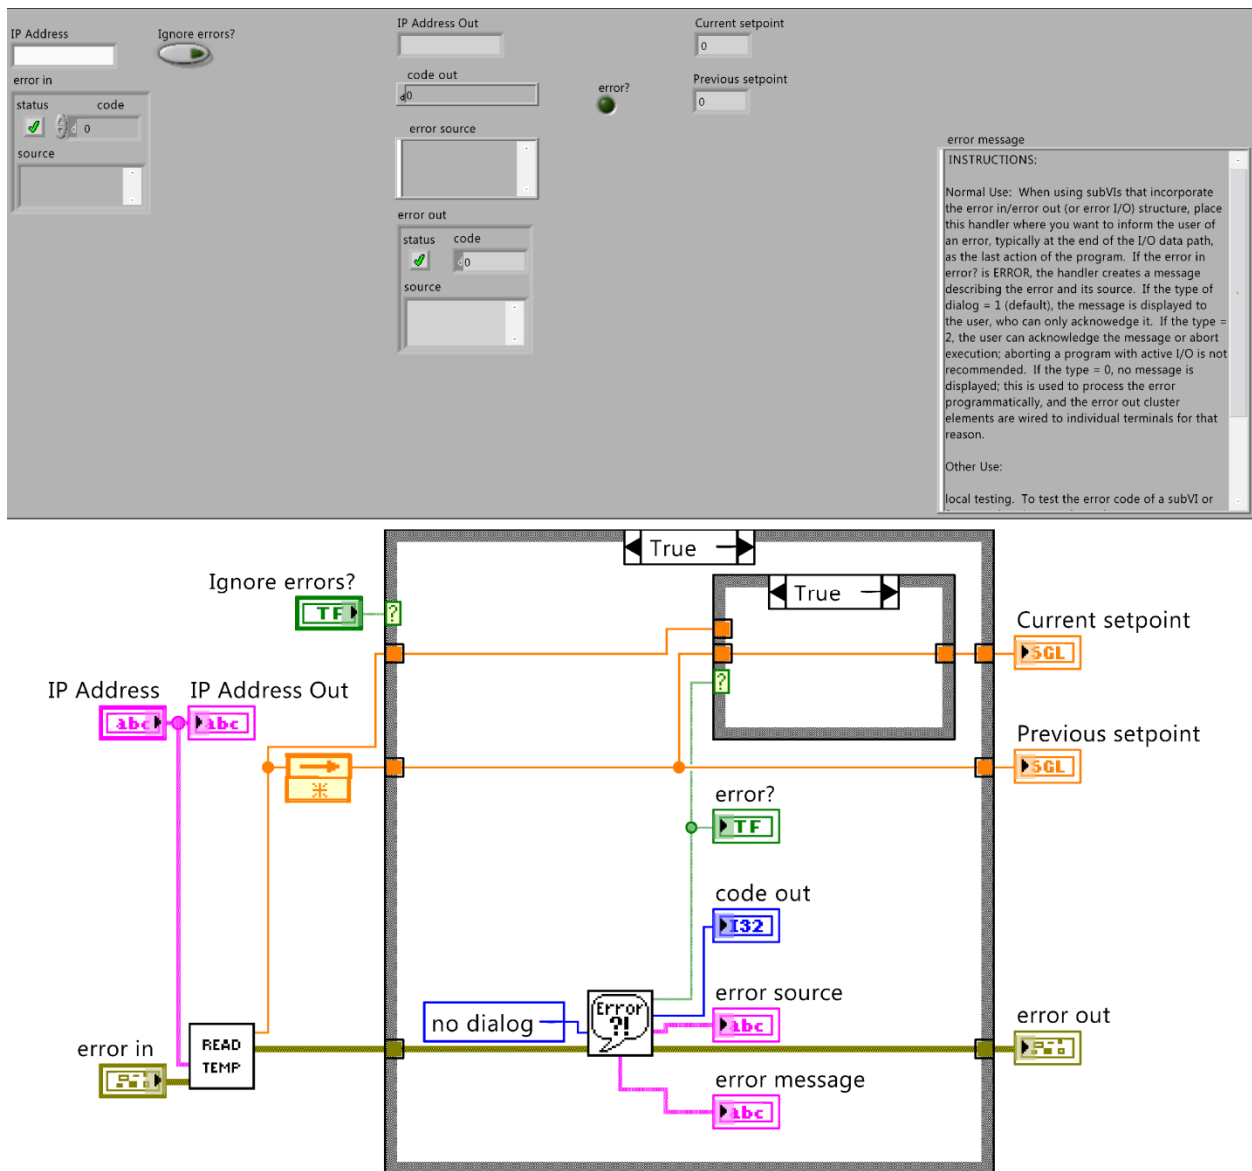 IP Address
Ignore errors?
IP Address Out
Current setpoint
0
error in
code out
0
error?
Previous setpoint
0
status code
0
source
error source
error message
error out
status code
0
source
INSTRUCTIONS:
Normal Use: When using subVIs that incorporate
the error in/error out (or error I/O) structure, place
this handler where you want to inform the user of
an error, typically at the end of the I/O data path,
as the last action of the program. If the error in
error? is ERROR, the handler creates a message
describing the error and its source. If the type of
dialog = 1 (default), the message is displayed to
the user, who can only acknowedge it. If the type =
2, the user can acknowledge the message or abort
execution; aborting a program with active I/O is not
recommended. If the type = 0, no message is
displayed; this is used to process the error
programmatically, and the error out cluster
elements are wired to individual terminals for that
reason.
Other Use:
local testing. To test the error code of a subVI or
True
True
Ignore errors?
TF
?
Current setpoint
SGL
?
IP Address
abc
IP Address Out
abc
Previous setpoint
SGL
error?
TF
code out
I32
no dialog
Error
?!
error source
abc
error in
READ
TEMP
error out
error message
abc